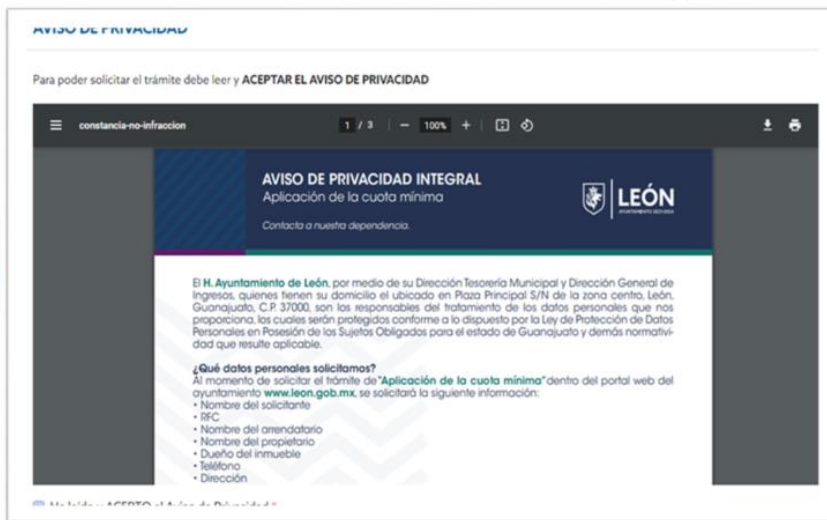 AVISO DE PRIVACIDAD
Para poder solicitar el trámite debe leer y ACEPTAR EL AVISO DE PRIVACIDAD
constancia-no-infraccion
1 / 3
100%
AVISO DE PRIVACIDAD INTEGRAL
Aplicación de la cuota mínima
Contacta a nuestra dependencia.
LEÓN
El H. Ayuntamiento de León, por medio de su Dirección Tesorería Municipal y Dirección General de
Ingresos, quienes tienen su domicilio el ubicado en Plaza Principal S/N de la zona centro, León,
Guanajuato, C.P. 37000, son los responsables del tratamiento de los datos personales que nos
proporciona, los cuales serán protegidos conforme a lo dispuesto por la Ley de Protección de Datos
Personales en Posesión de los Sujetos Obligados para el estado de Guanajuato y demás normativi-
dad que resulte aplicable.
¿Qué datos personales solicitamos?
Al momento de solicitar el trámite de "Aplicación de la cuota mínima" dentro del portal web del
ayuntamiento www.leon.gob.mx, se solicitará la siguiente información:
• Nombre del solicitante
• RFC
• Nombre del arrendatario
• Nombre del propietario
• Dueño del inmueble
• Teléfono
• Dirección
He leído y ACEPTO el Aviso de Privacidad *